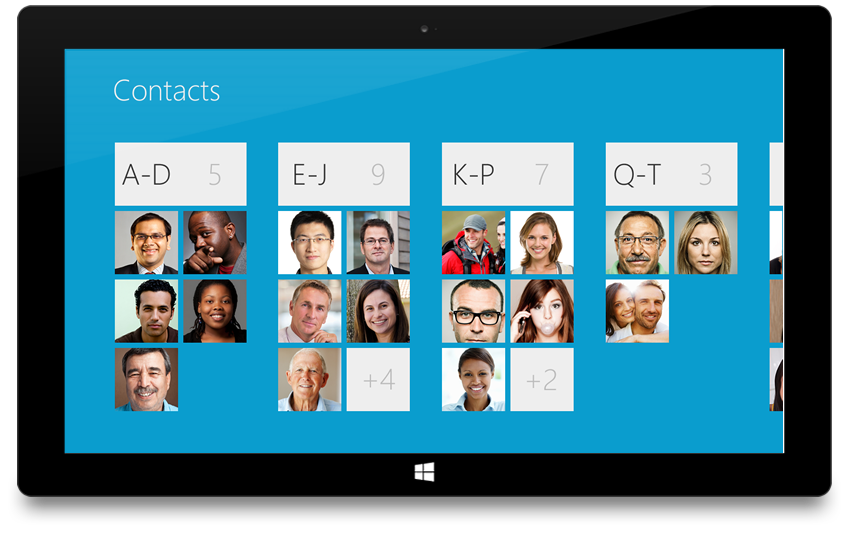 Contacts
A-D 5
E-J 9
K-P 7
Q-T 3
+4
+2